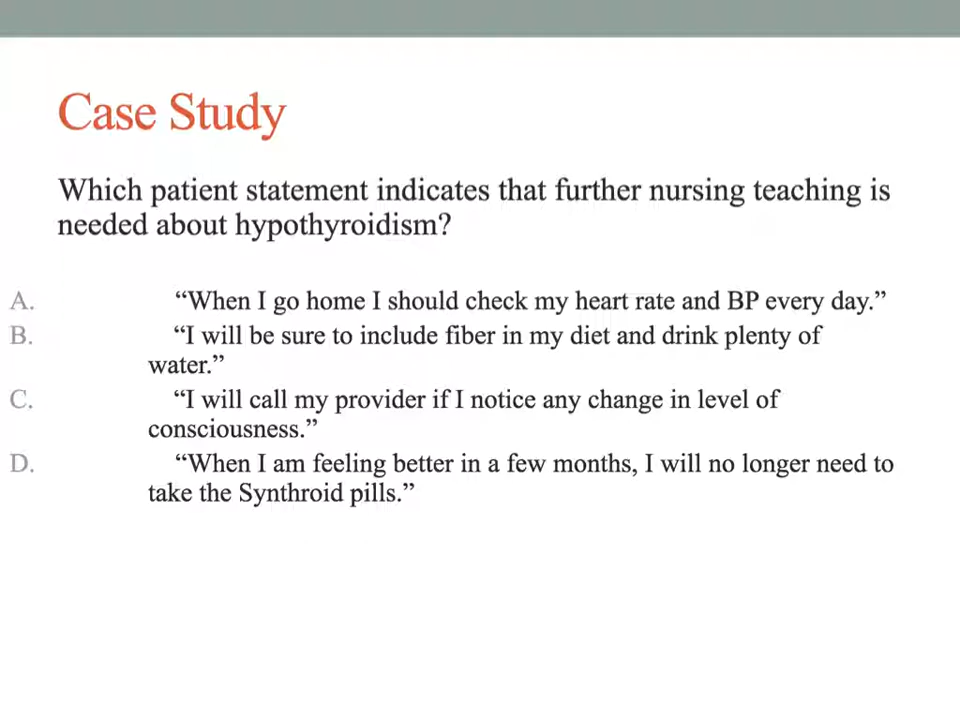 Case Study
Which patient statement indicates that further nursing teaching is
needed about hypothyroidism?
A. “When I go home I should check my heart rate and BP every day.”
B. “I will be sure to include fiber in my diet and drink plenty of
water.”
C. “I will call my provider if I notice any change in level of
consciousness.”
D. “When I am feeling better in a few months, I will no longer need to
take the Synthroid pills.”